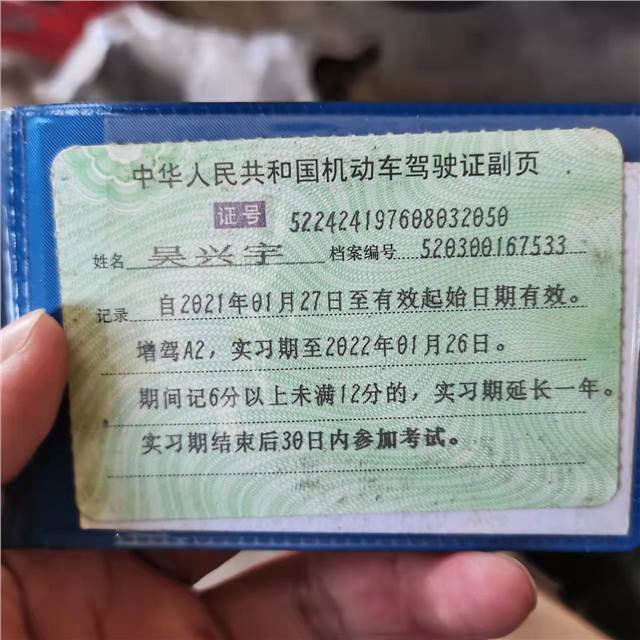 中华人民共和国机动车驾驶证副页
证号 522424197608032050
姓名 吴兴宇 档案编号 520300167533
记录 自2021年01月27日至有效起始日期有效。
增驾A2,实习期至2022年01月26日。
期间记6分以上未满12分的,实习期延长一年。
实习期结束后30日内参加考试。